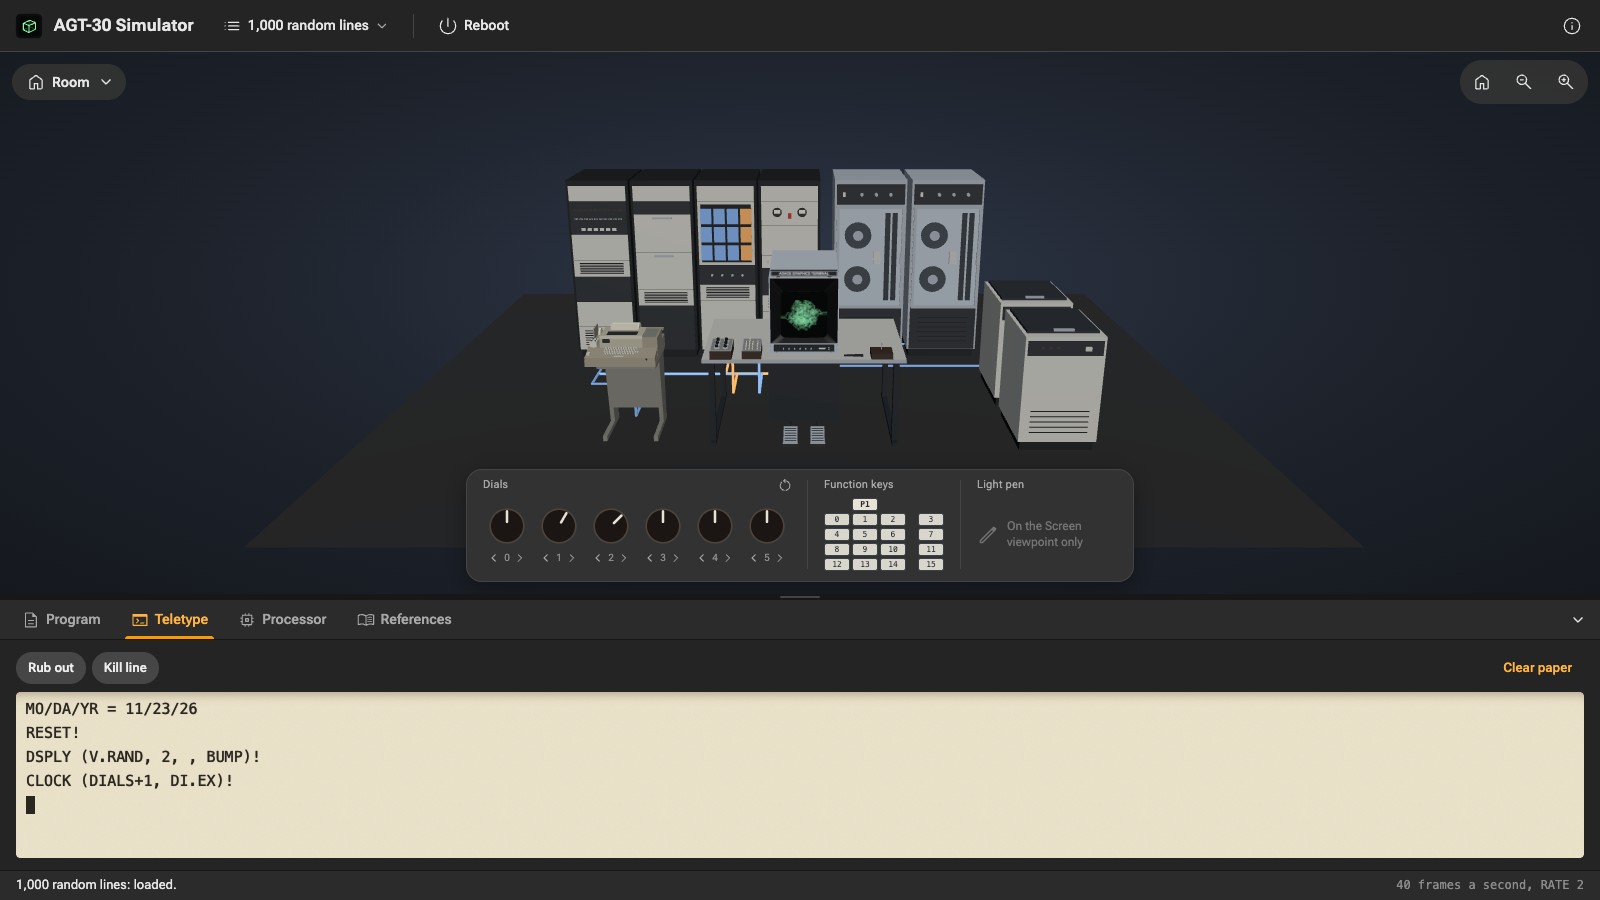 AGT-30 Simulator
1,000 random lines
Reboot
Room
Dials
0 1 2 3 4 5
Function keys
P1
0 1 2 3
4 5 6 7
8 9 10 11
12 13 14 15
Light pen
On the Screen
viewpoint only
Program
Teletype
Processor
References
Rub out
Kill line
Clear paper
MO/DA/YR = 11/23/26
RESET!
DSPLY (V.RAND, 2, , BUMP)!
CLOCK (DIALS+1, DI.EX)!
1,000 random lines: loaded.
40 frames a second, RATE 2